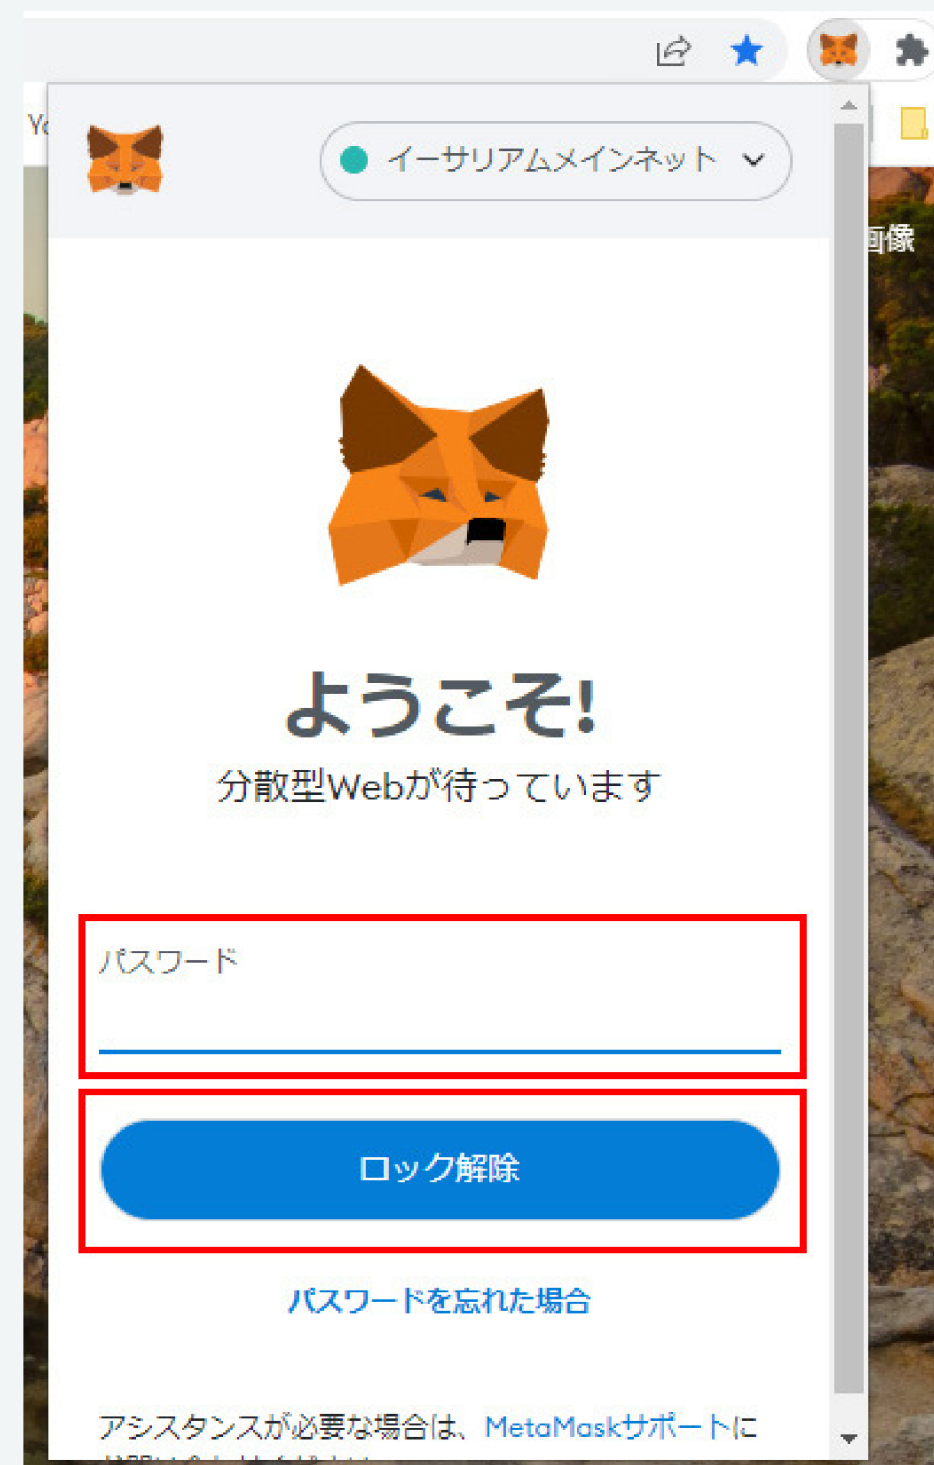 イーサリアムメインネット
画像
ようこそ!
分散型Webが待っています
パスワード
ロック解除
パスワードを忘れた場合
アシスタンスが必要な場合は、MetaMaskサポートに